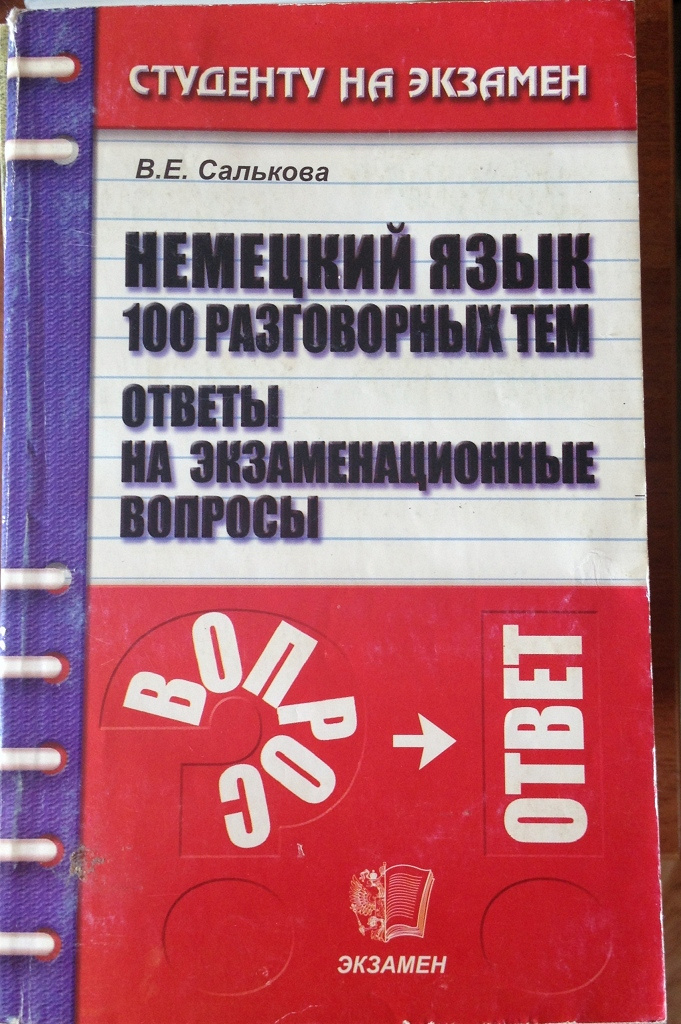 СТУДЕНТУ НА ЭКЗАМЕН
В.Е. Салькова
НЕМЕЦКИЙ ЯЗЫК
100 РАЗГОВОРНЫХ ТЕМ
ОТВЕТЫ
НА ЭКЗАМЕНАЦИОННЫЕ
ВОПРОСЫ
ВОПРОС
ОТВЕТ
ЭКЗАМЕН